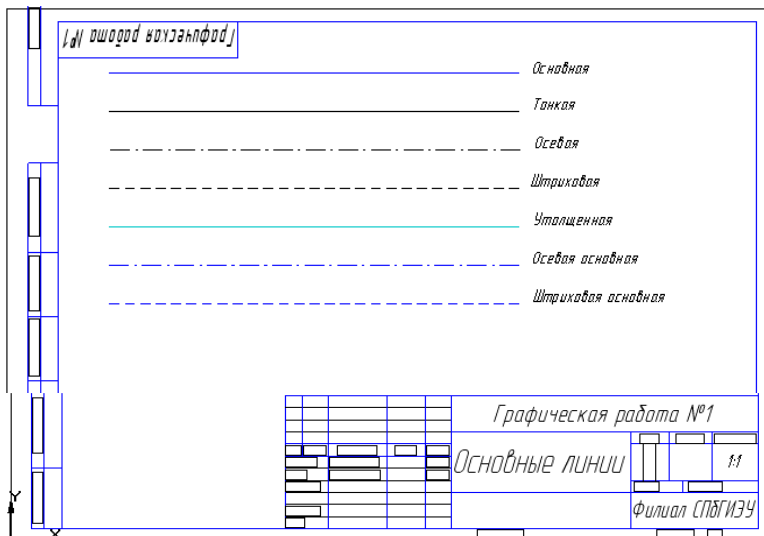 Графическая работа №1
Основная
Тонкая
Осевая
Штриховая
Утолщенная
Осевая основная
Штриховая основная
Графическая работа №1
Основные линии
1:1
Филиал СПбГИЭУ
Y
X